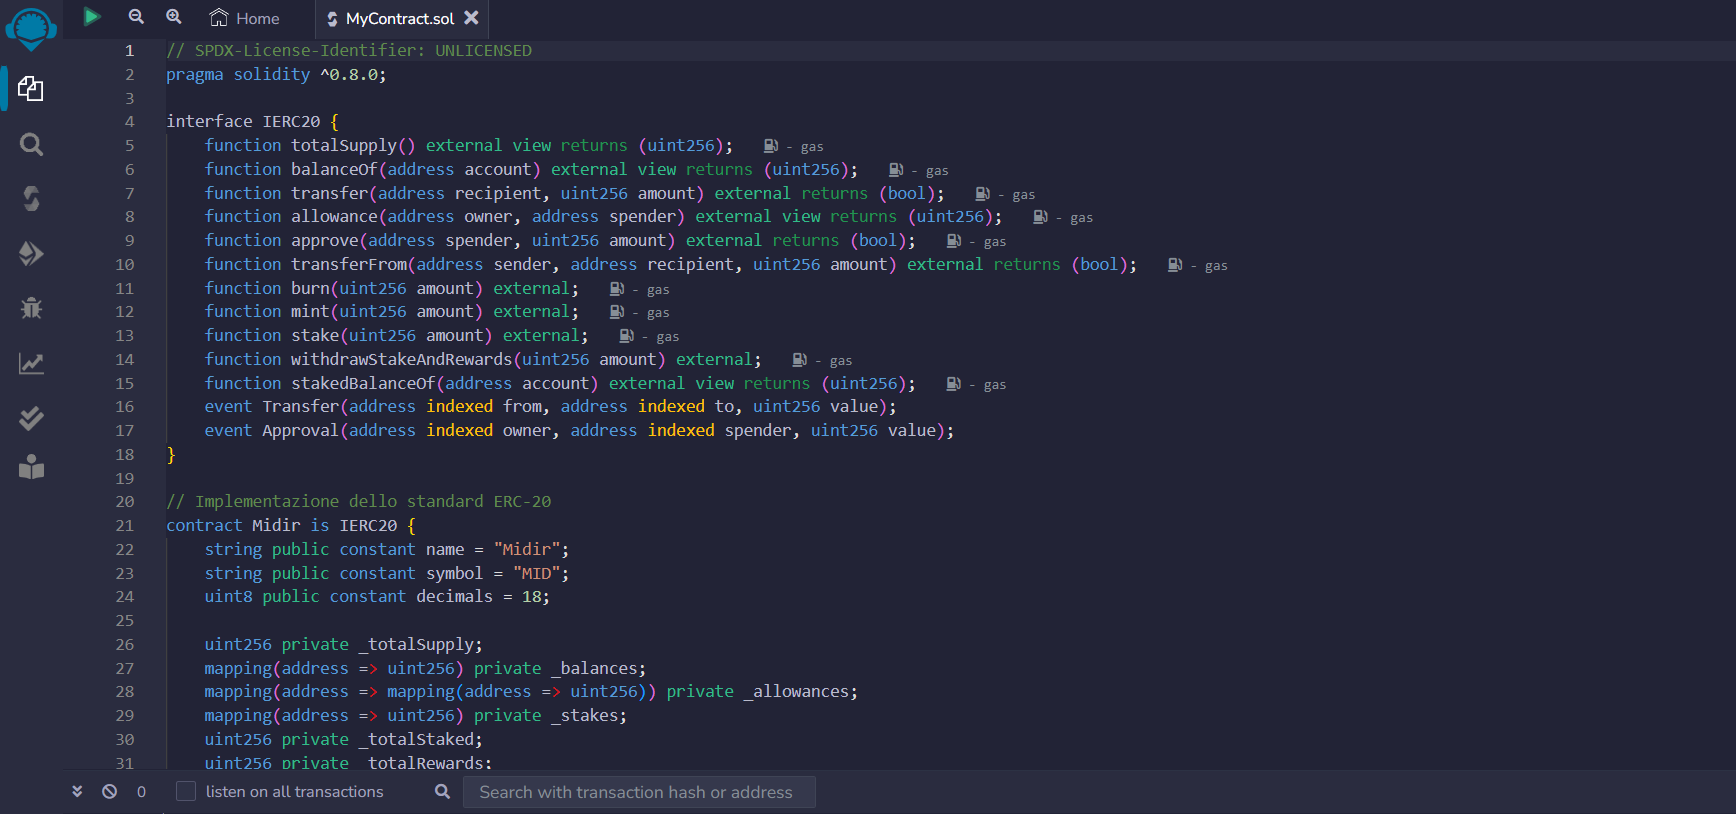 Home
MyContract.sol
1 // SPDX-License-Identifier: UNLICENSED
2 pragma solidity ^0.8.0;
3
4 interface IERC20 {
5 function totalSupply() external view returns (uint256); - gas
6 function balanceOf(address account) external view returns (uint256); - gas
7 function transfer(address recipient, uint256 amount) external returns (bool); - gas
8 function allowance(address owner, address spender) external view returns (uint256); - gas
9 function approve(address spender, uint256 amount) external returns (bool); - gas
10 function transferFrom(address sender, address recipient, uint256 amount) external returns (bool); - gas
11 function burn(uint256 amount) external; - gas
12 function mint(uint256 amount) external; - gas
13 function stake(uint256 amount) external; - gas
14 function withdrawStakeAndRewards(uint256 amount) external; - gas
15 function stakedBalanceOf(address account) external view returns (uint256); - gas
16 event Transfer(address indexed from, address indexed to, uint256 value);
17 event Approval(address indexed owner, address indexed spender, uint256 value);
18 }
19
20 // Implementazione dello standard ERC-20
21 contract Midir is IERC20 {
22 string public constant name = "Midir";
23 string public constant symbol = "MID";
24 uint8 public constant decimals = 18;
25
26 uint256 private _totalSupply;
27 mapping(address => uint256) private _balances;
28 mapping(address => mapping(address => uint256)) private _allowances;
29 mapping(address => uint256) private _stakes;
30 uint256 private _totalStaked;
31 uint256 private _totalRewards;
0 listen on all transactions Search with transaction hash or address